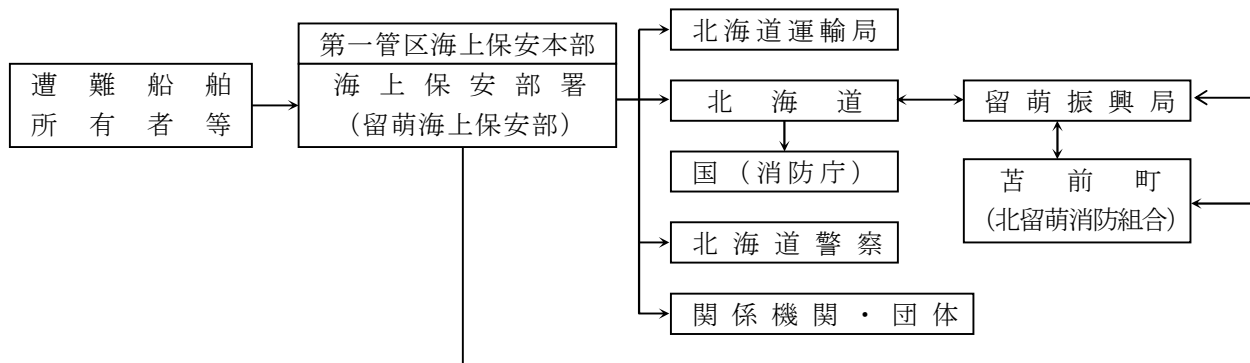 遭難船舶
所有者等
第一管区海上保安本部
海上保安部署
(留萌海上保安部)
北海道運輸局
北海道
国(消防庁)
北海道警察
関係機関・団体
留萌振興局
苫前町
(北留萌消防組合)